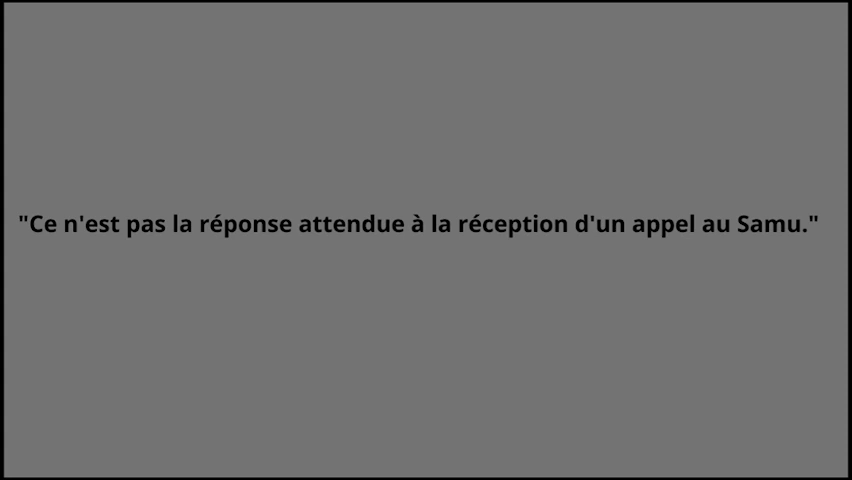 "Ce n'est pas la réponse attendue à la réception d'un appel au Samu."